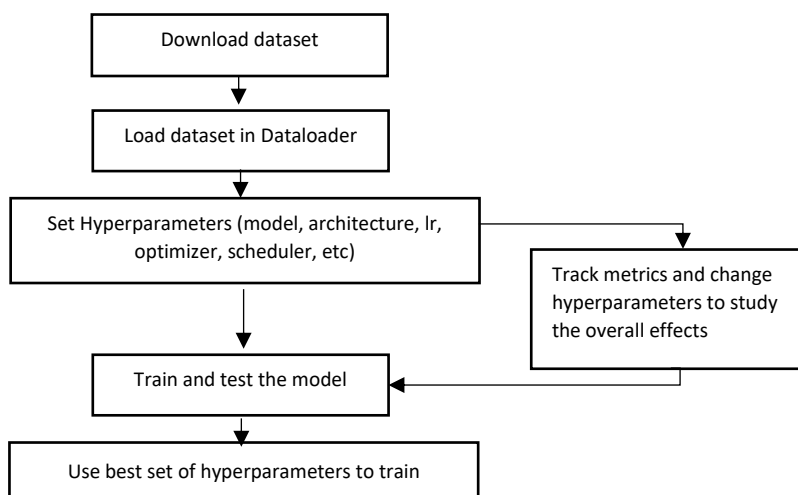 Download dataset
Load dataset in Dataloader
Set Hyperparameters (model, architecture, lr,
optimizer, scheduler, etc)
Track metrics and change
hyperparameters to study
the overall effects
Train and test the model
Use best set of hyperparameters to train